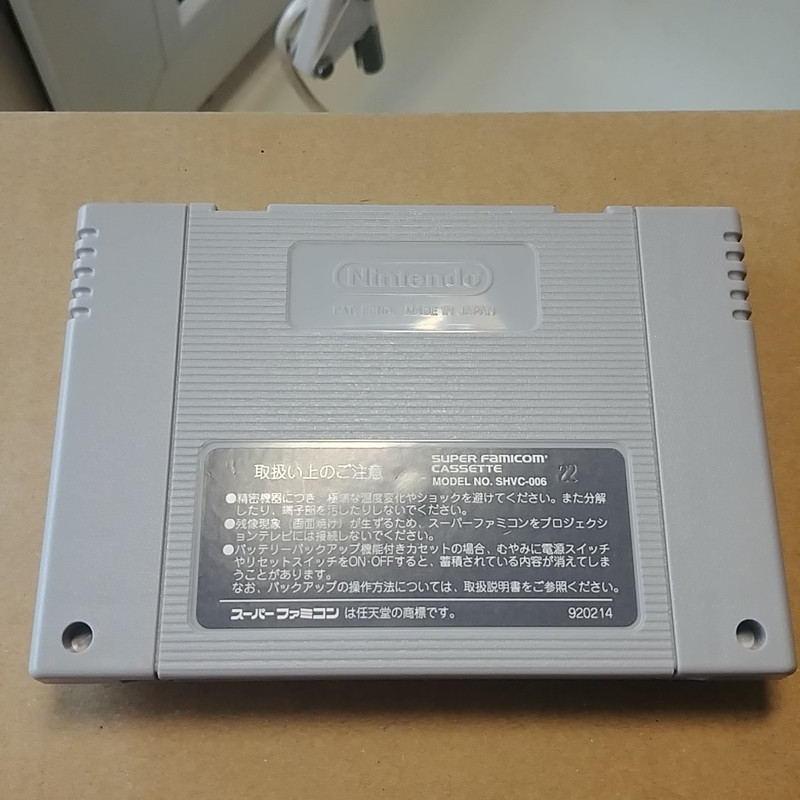 Nintendo
MADE IN JAPAN
取扱い上のご注意
SUPER FAMICOM
CASSETTE
MODEL NO. SHVC-006
22
●精密機器につき、極端な温度変化やショックを避けてください。また分解
したり、端子部を汚したりしないでください。
●残像現象(画面焼け)が生ずるため、スーパーファミコンをプロジェクシ
ョンテレビには接続しないでください。
●バッテリーバックアップ機能付きカセットの場合、むやみに電源スイッチ
やリセットスイッチをON・OFFすると、蓄積されている内容が消えてしま
うことがあります。
なお、バックアップの操作方法については、取扱説明書をご参照ください。
スーパーファミコン は任天堂の商標です。
920214